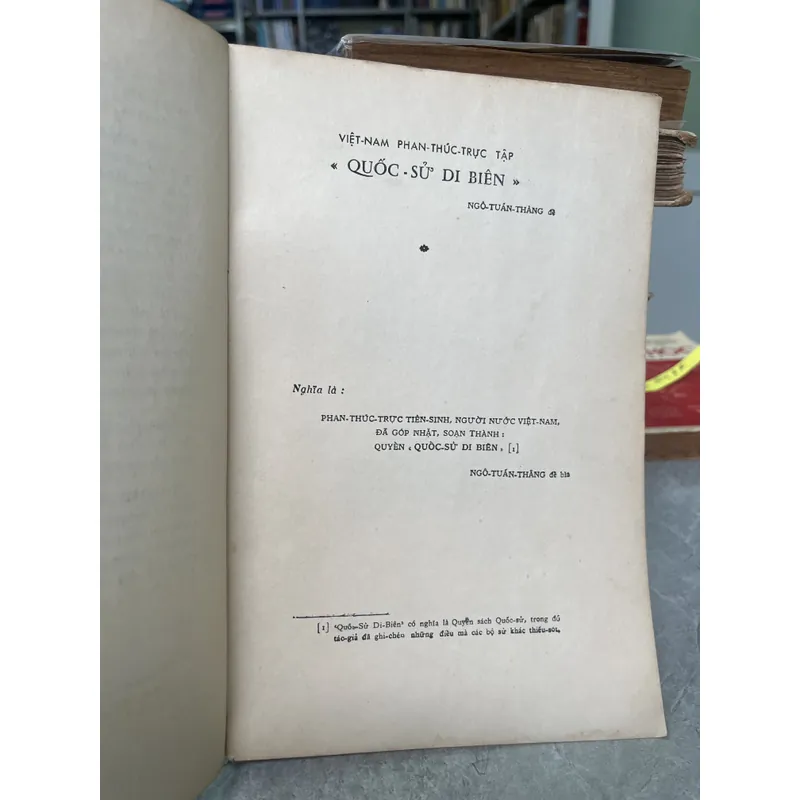 VIỆT-NAM PHAN-THÚC-TRỰC TẬP
« QUỐC-SỬ DI BIÊN »
NGÔ-TUẤN-THĂNG đề
Nghĩa là :
PHAN-THÚC-TRỰC TIÊN-SINH, NGƯỜI NƯỚC VIỆT-NAM,
ĐÃ GÓP NHẶT, SOẠN THÀNH :
QUYỀN « QUỐC-SỬ DI BIÊN » [1]
NGÔ-TUẤN-THĂNG đề bìa
[1] "Quốc-Sử Di-Biên" có nghĩa là Quyền sách Quốc-sử, trong đó
tác-giả đã ghi-chép những điều mà các bộ sử khác thiếu-sót,